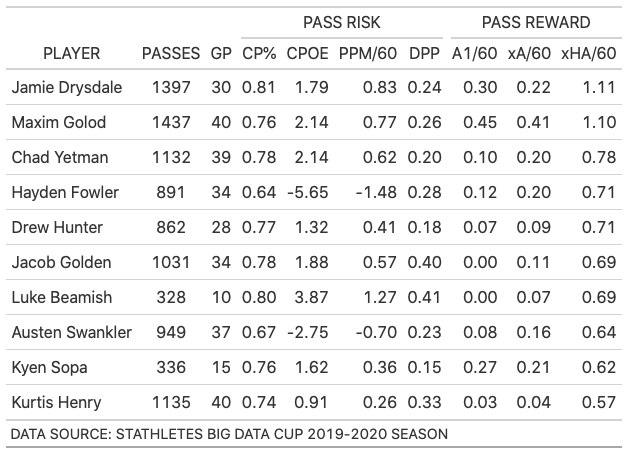 PASS RISK PASS REWARD
PLAYER PASSES GP CP% CPOE PPM/60 DPP A1/60 xA/60 xHA/60
Jamie Drysdale 1397 30 0.81 1.79 0.83 0.24 0.30 0.22 1.11
Maxim Golod 1437 40 0.76 2.14 0.77 0.26 0.45 0.41 1.10
Chad Yetman 1132 39 0.78 2.14 0.62 0.20 0.10 0.20 0.78
Hayden Fowler 891 34 0.64 -5.65 -1.48 0.28 0.12 0.20 0.71
Drew Hunter 862 28 0.77 1.32 0.41 0.18 0.07 0.09 0.71
Jacob Golden 1031 34 0.78 1.88 0.57 0.40 0.00 0.11 0.69
Luke Beamish 328 10 0.80 3.87 1.27 0.41 0.00 0.07 0.69
Austen Swankler 949 37 0.67 -2.75 -0.70 0.23 0.08 0.16 0.64
Kyen Sopa 336 15 0.76 1.62 0.36 0.15 0.27 0.21 0.62
Kurtis Henry 1135 40 0.74 0.91 0.26 0.33 0.03 0.04 0.57
DATA SOURCE: STATHLETES BIG DATA CUP 2019-2020 SEASON